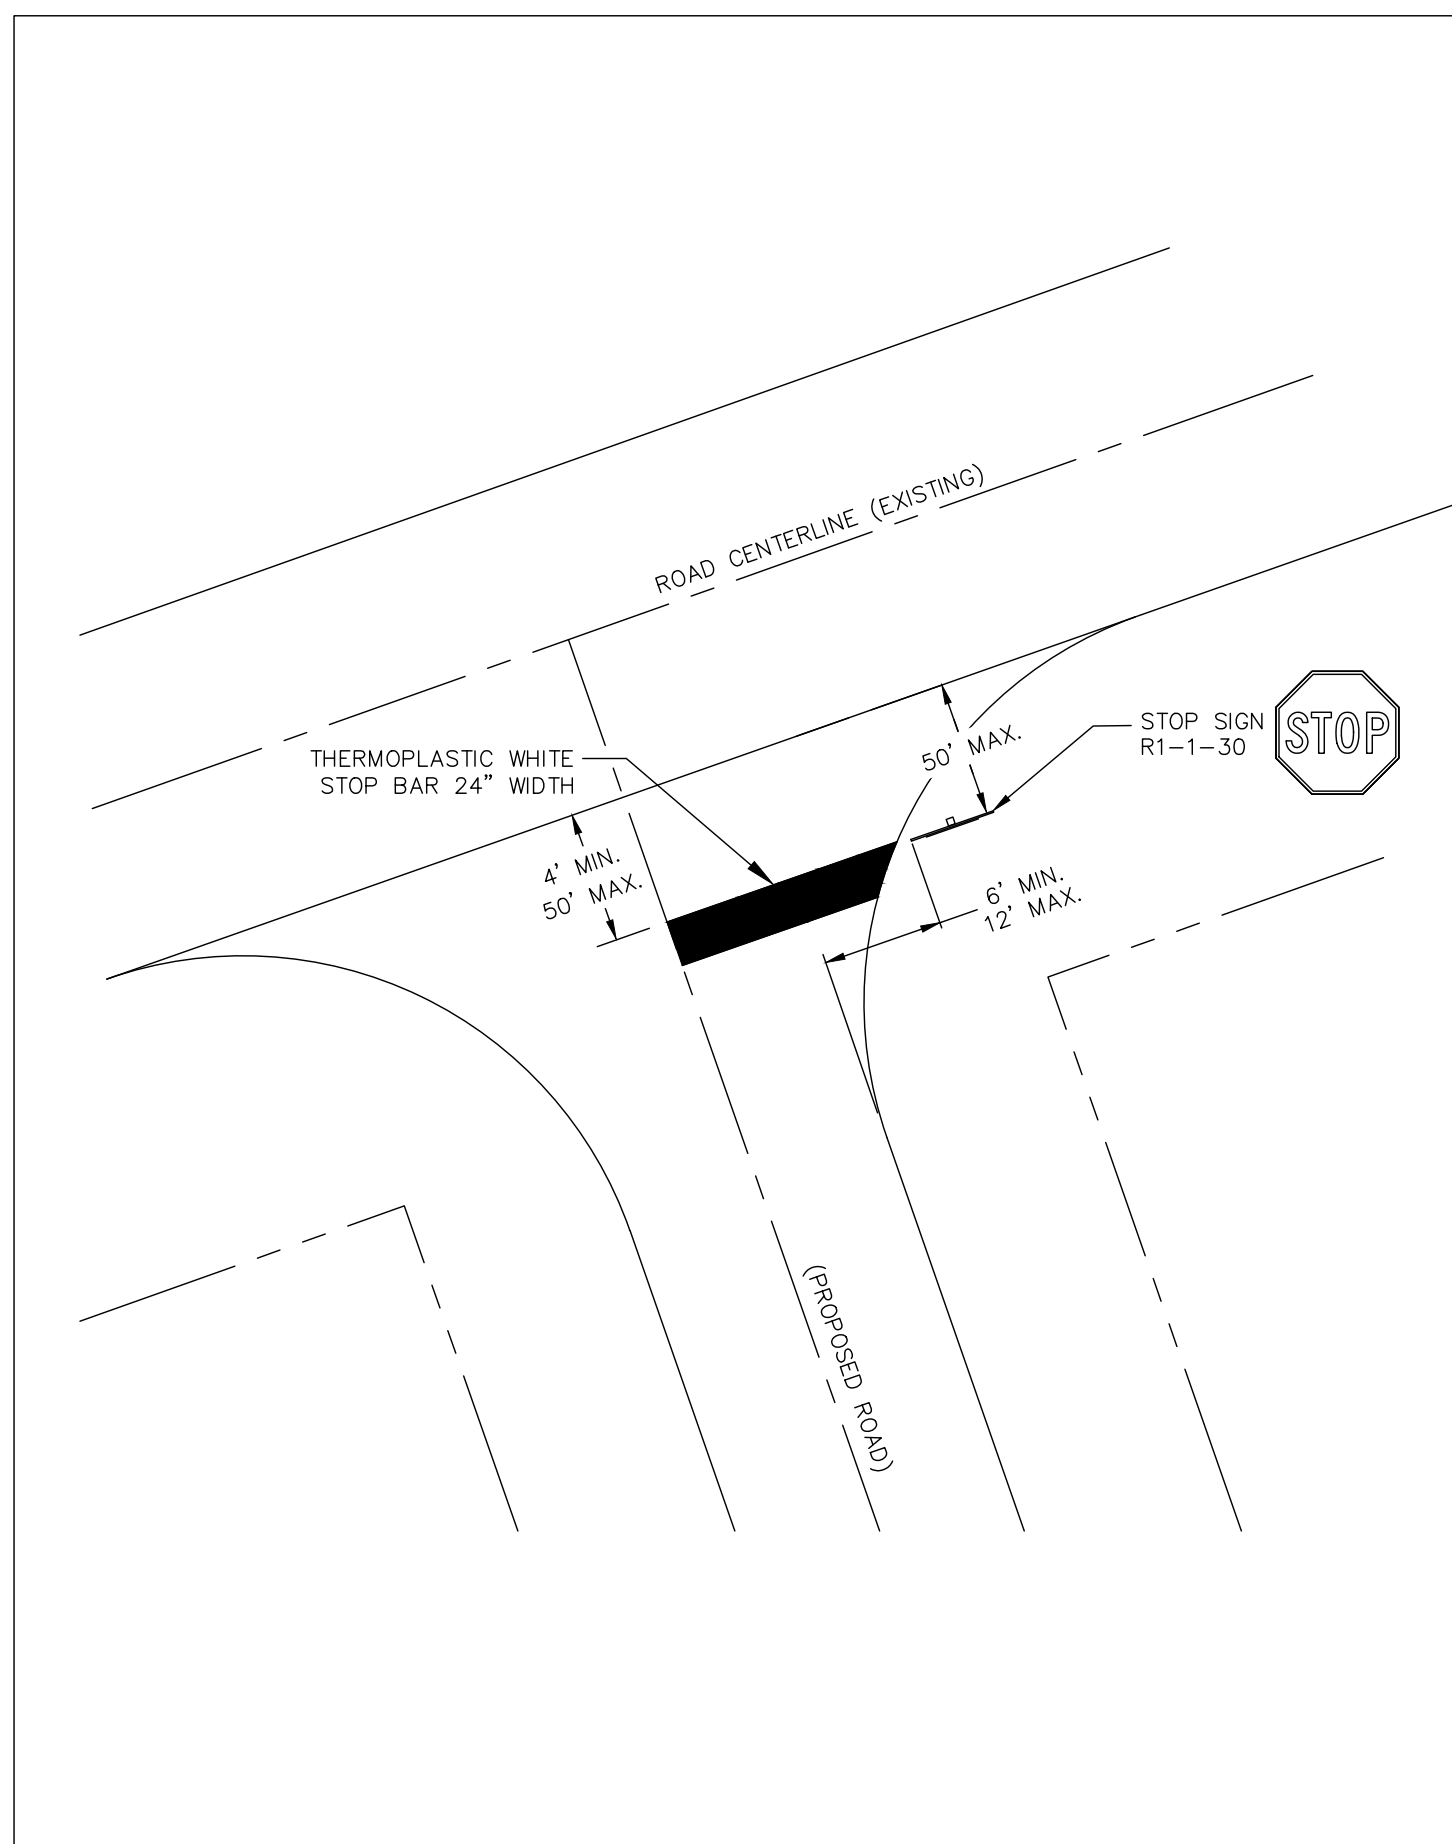 ROAD CENTERLINE (EXISTING)
THERMOPLASTIC WHITE
STOP BAR 24" WIDTH
50' MAX.
STOP SIGN
R1-1-30
STOP
4' MIN.
50' MAX.
6' MIN.
12' MAX.
(PROPOSED ROAD)